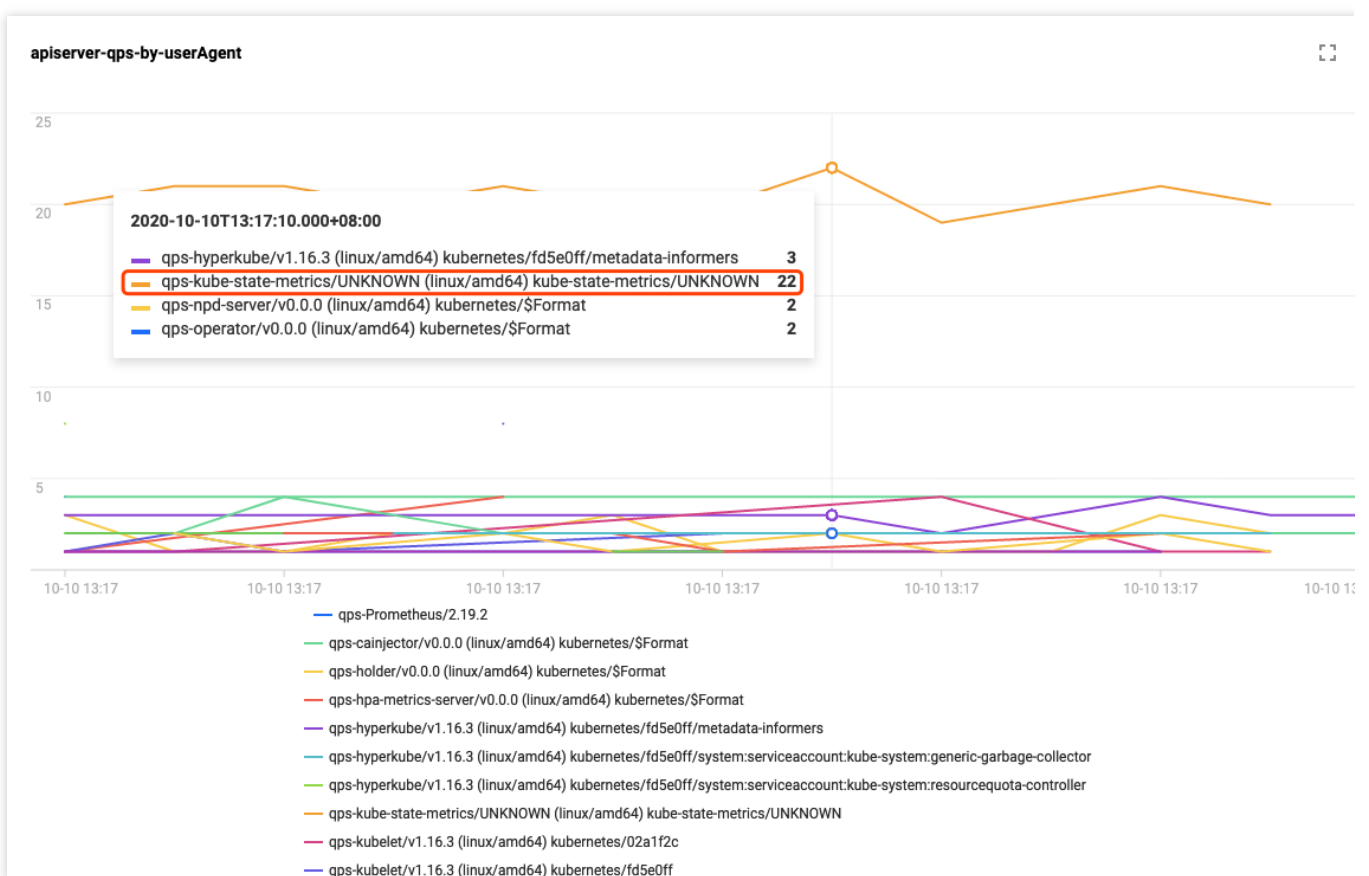 apiserver-qps-by-userAgent
25
20
2020-10-10T13:17:10.000+08:00
qps-hyperkube/v1.16.3 (linux/amd64) kubernetes/fd5e0ff/metadata-informers 3
qps-kube-state-metrics/UNKNOWN (linux/amd64) kube-state-metrics/UNKNOWN 22
15
qps-npd-server/v0.0.0 (linux/amd64) kubernetes/$Format 2
qps-operator/v0.0.0 (linux/amd64) kubernetes/$Format 2
10
5
10-10 13:17 10-10 13:17 10-10 13:17 10-10 13:17 10-10 13:17 10-10 13:17 10-10 13
qps-Prometheus/2.19.2
qps-cainjector/v0.0.0 (linux/amd64) kubernetes/$Format
qps-holder/v0.0.0 (linux/amd64) kubernetes/$Format
qps-hpa-metrics-server/v0.0.0 (linux/amd64) kubernetes/$Format
qps-hyperkube/v1.16.3 (linux/amd64) kubernetes/fd5e0ff/metadata-informers
qps-hyperkube/v1.16.3 (linux/amd64) kubernetes/fd5e0ff/system:serviceaccount:kube-system:generic-garbage-collector
qps-hyperkube/v1.16.3 (linux/amd64) kubernetes/fd5e0ff/system:serviceaccount:kube-system:resourcequota-controller
qps-kube-state-metrics/UNKNOWN (linux/amd64) kube-state-metrics/UNKNOWN
qps-kubelet/v1.16.3 (linux/amd64) kubernetes/02a1f2c
qps-kubelet/v1.16.3 (linux/amd64) kubernetes/fd5e0ff